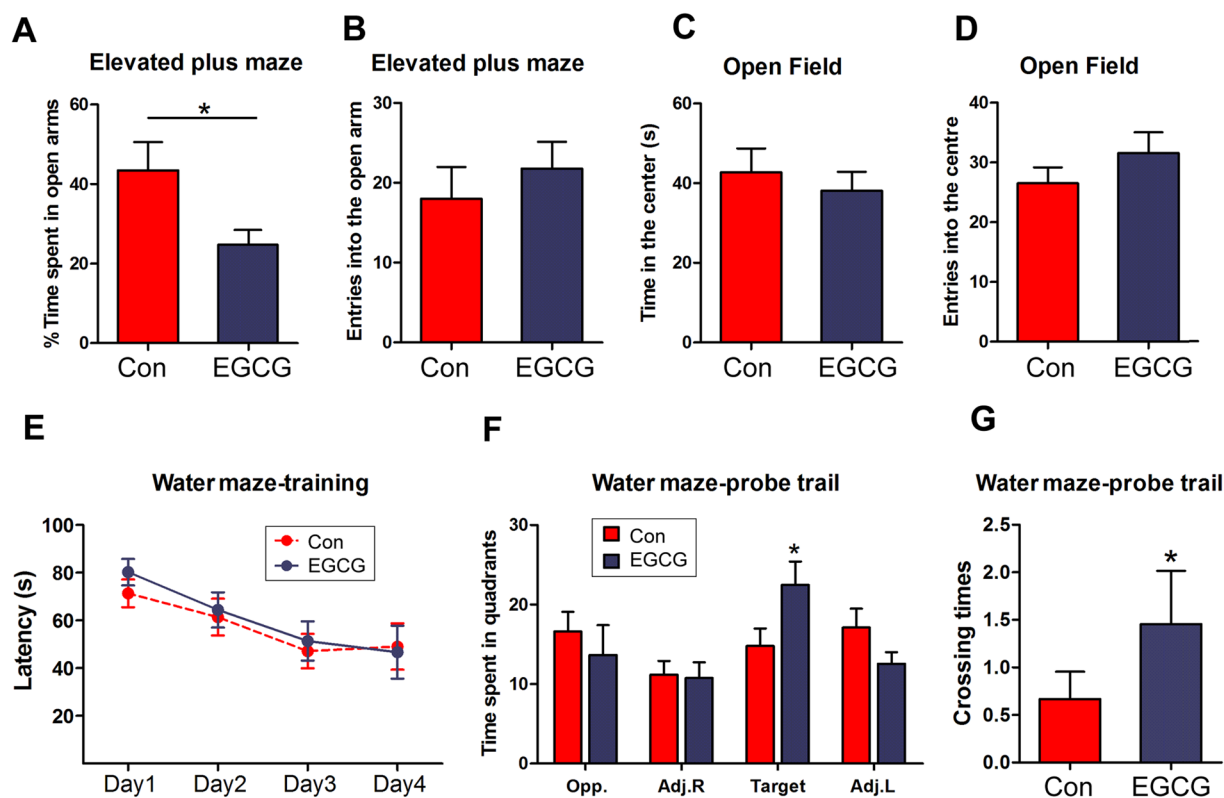 A
B
C
D
Elevated plus maze
Elevated plus maze
Open Field
Open Field
% Time spent in open arms
60
40
20
0
*
Con
EGCG
Entries into the open arm
30
20
10
0
Con
EGCG
Time in the center (s)
60
40
20
0
Con
EGCG
Entries into the centre
40
30
20
10
0
Con
EGCG
E
F
G
Water maze-training
Water maze-probe trail
Water maze-probe trail
Latency (s)
100
80
60
40
20
Con
EGCG
Day1
Day2
Day3
Day4
Time spent in quadrants
30
20
10
0
Con
EGCG
*
Opp.
Adj.R
Target
Adj.L
Crossing times
2.5
2.0
1.5
1.0
0.5
0.0
*
Con
EGCG